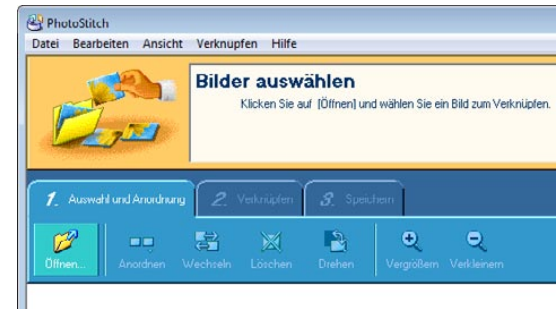 PhotoStitch
Datei Bearbeiten Ansicht Verknupfen Hilfe
Bilder auswählen
Klicken Sie auf [Öffnen] und wählen Sie ein Bild zum Verknüpfen.
1. Auswahl und Anordnung 2. Verknüpfen 3. Speichern
Öffnen... Anordnen Wechseln Löschen Drehen Vergrößern Verkleinern